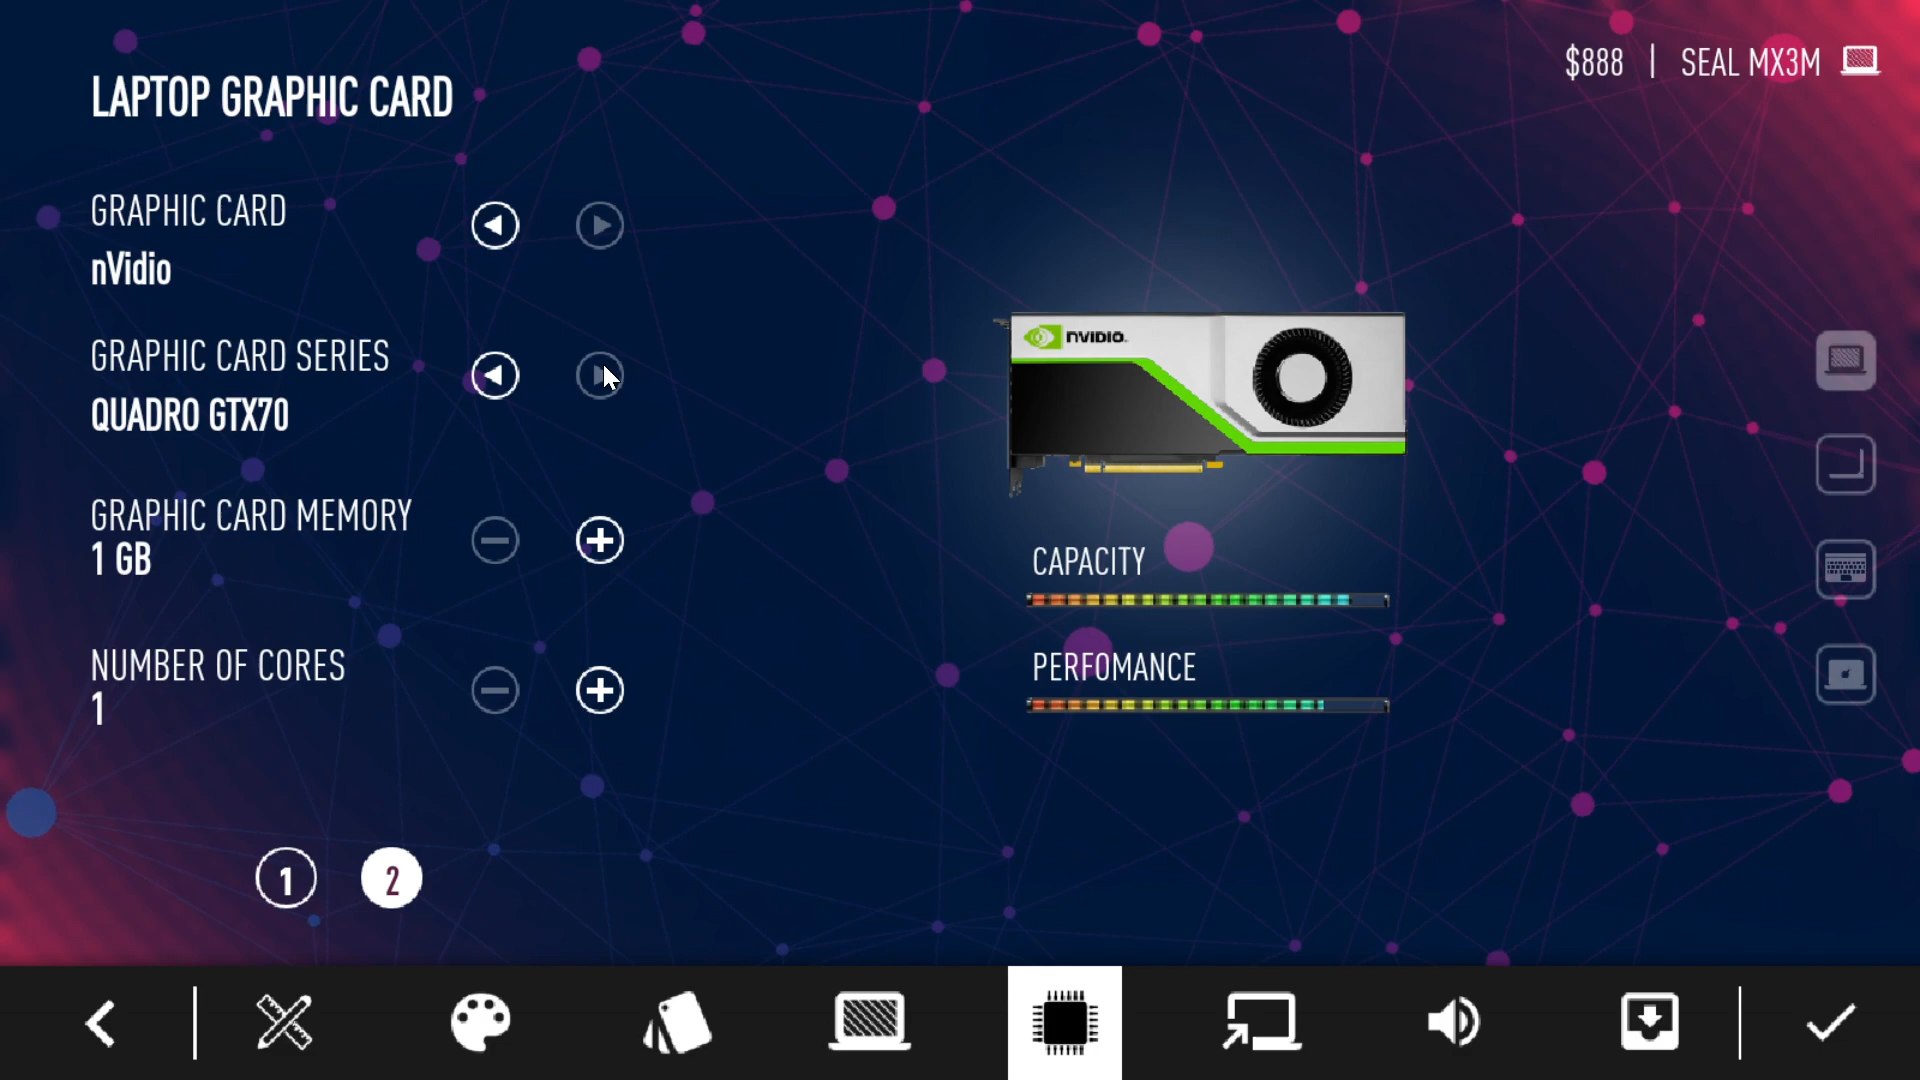 LAPTOP GRAPHIC CARD
$888 | SEAL MX3M
GRAPHIC CARD
nVidio
GRAPHIC CARD SERIES
QUADRO GTX70
GRAPHIC CARD MEMORY
1 GB
NUMBER OF CORES
1
1 2
NVIDIO
CAPACITY
PERFOMANCE